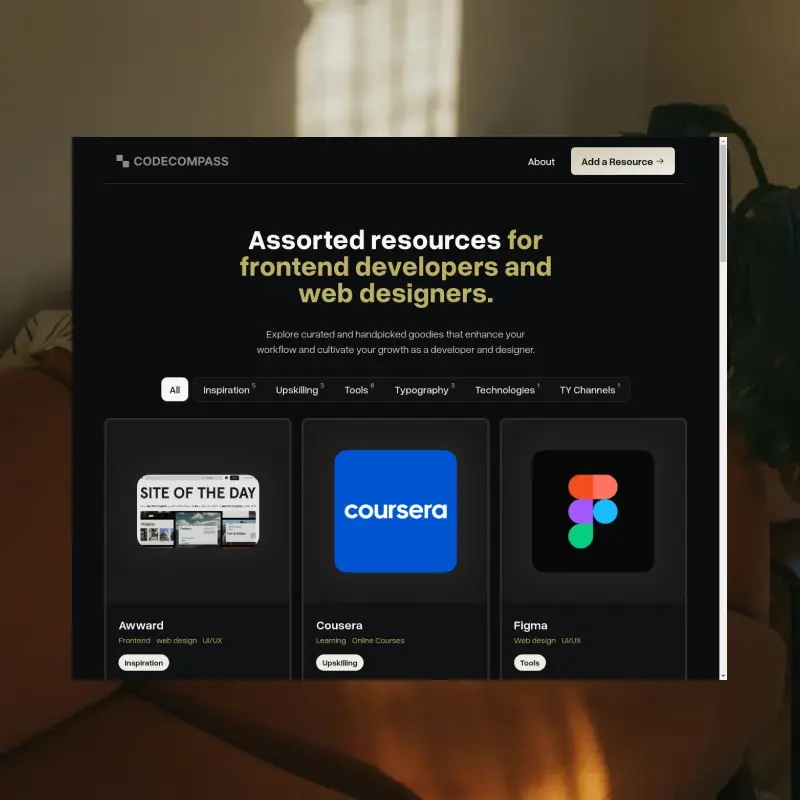 CODECOMPASS
About
Add a Resource →
Assorted resources for
frontend developers and
web designers.
Explore curated and handpicked goodies that enhance your
workflow and cultivate your growth as a developer and designer.
All
Inspiration 5
Upskilling 3
Tools 6
Typography 3
Technologies 1
TY Channels 1
SITE OF THE DAY
coursera
Awward
Frontend web design UI/UX
Inspiration
Cousera
Learning Online Courses
Upskilling
Figma
Web design UI/UX
Tools